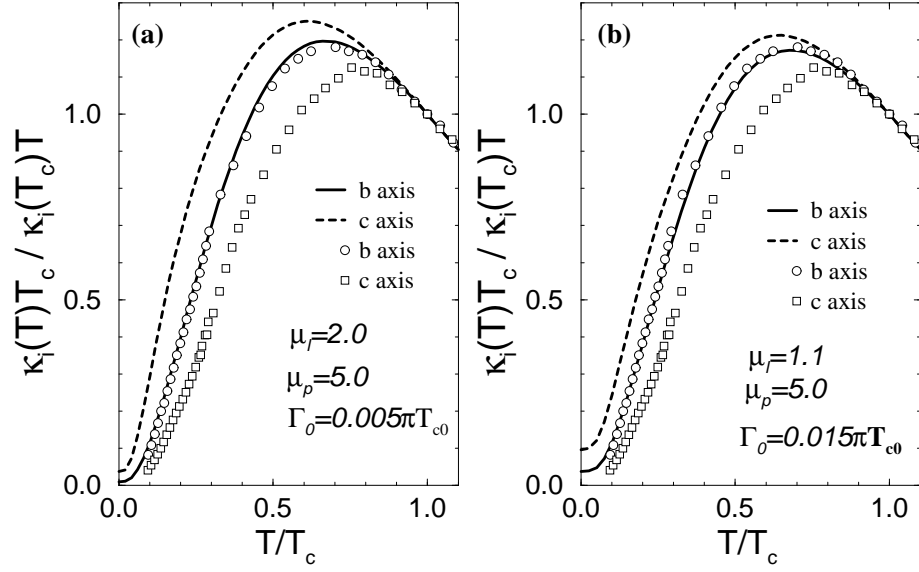 (a)
κi(T)Tc / κi(Tc)T
1.0
0.5
0.0
b axis
c axis
b axis
c axis
μl=2.0
μp=5.0
Γ0=0.005πTc0
0.0 0.5 1.0
T/Tc
(b)
κi(T)Tc / κi(Tc)T
1.0
0.5
0.0
b axis
c axis
b axis
c axis
μl=1.1
μp=5.0
Γ0=0.015πTc0
0.0 0.5 1.0
T/Tc